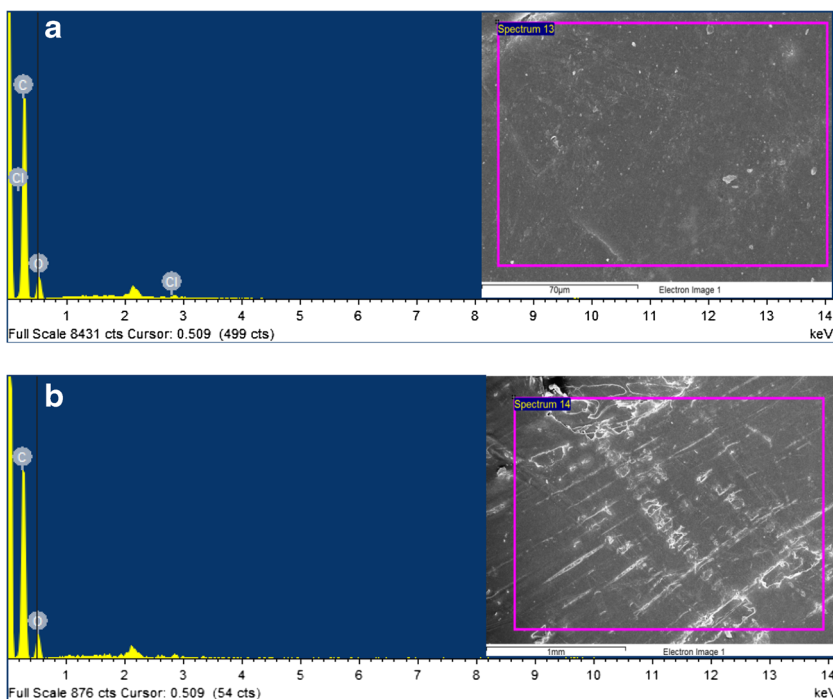 a
Spectrum 13
C
Cl
O
Cl
70µm Electron Image 1
1 2 3 4 5 6 7 8 9 10 11 12 13 14
Full Scale 8431 cts Cursor: 0.509 (499 cts) keV
b
Spectrum 14
C
O
1mm Electron Image 1
1 2 3 4 5 6 7 8 9 10 11 12 13 14
Full Scale 876 cts Cursor: 0.509 (54 cts) keV